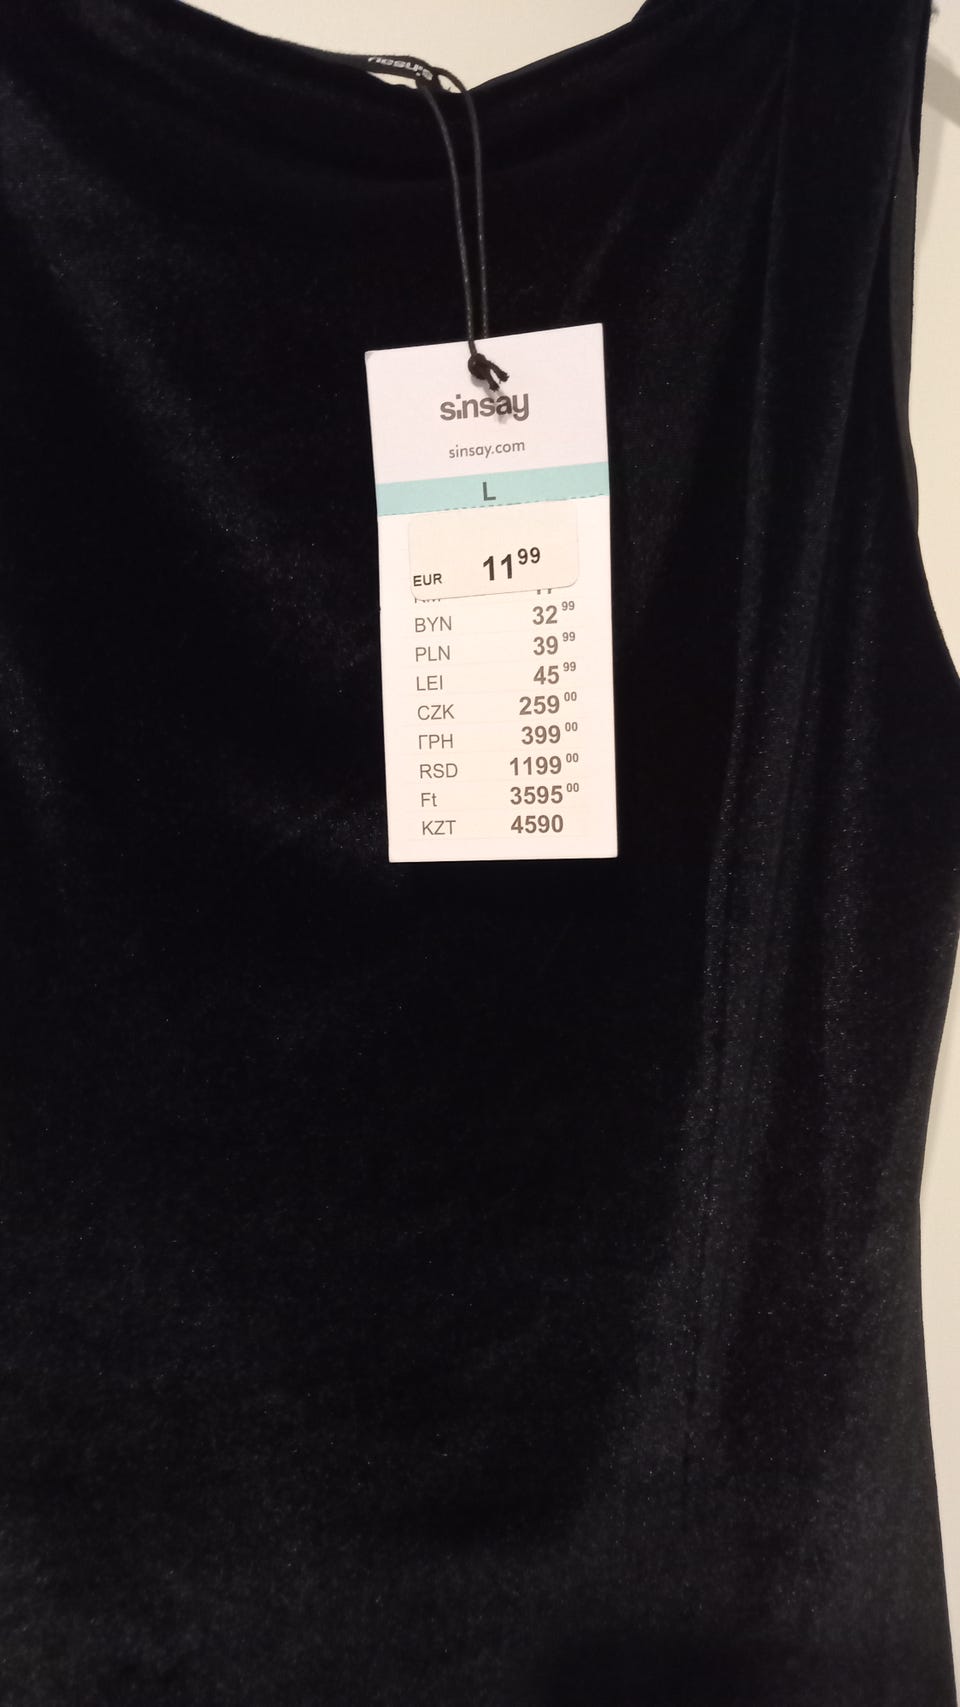 sinsay
sinsay
sinsay.com
L
EUR 11 99
BYN 32 99
PLN 39 99
LEI 45 99
CZK 259 00
ГРН 399 00
RSD 1199 00
Ft 3595 00
KZT 4590